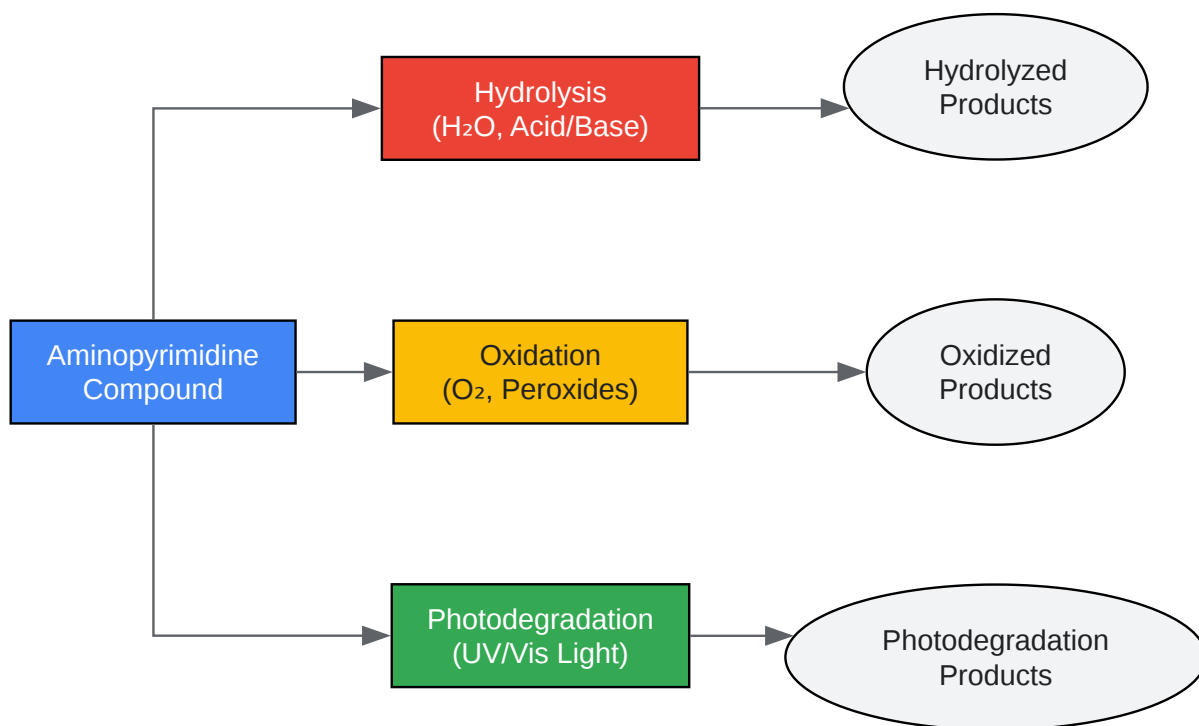 Hydrolysis
(H₂O, Acid/Base)
Hydrolyzed
Products
Aminopyrimidine
Compound
Oxidation
(O₂, Peroxides)
Oxidized
Products
Photodegradation
(UV/Vis Light)
Photodegradation
Products